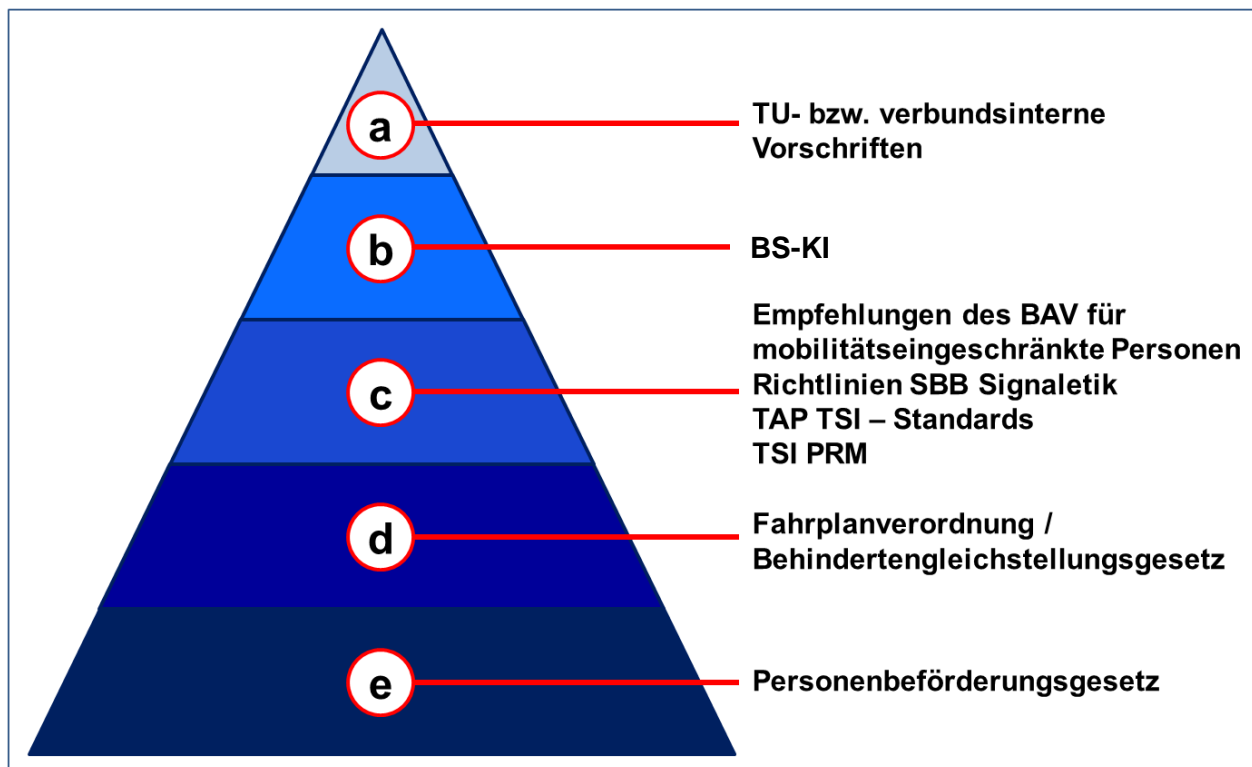 a
TU- bzw. verbundsinterne
Vorschriften
b
BS-KI
c
Empfehlungen des BAV für
mobilitätseingeschränkte Personen
Richtlinien SBB Signaletik
TAP TSI – Standards
TSI PRM
d
Fahrplanverordnung /
Behindertengleichstellungsgesetz
e
Personenbeförderungsgesetz